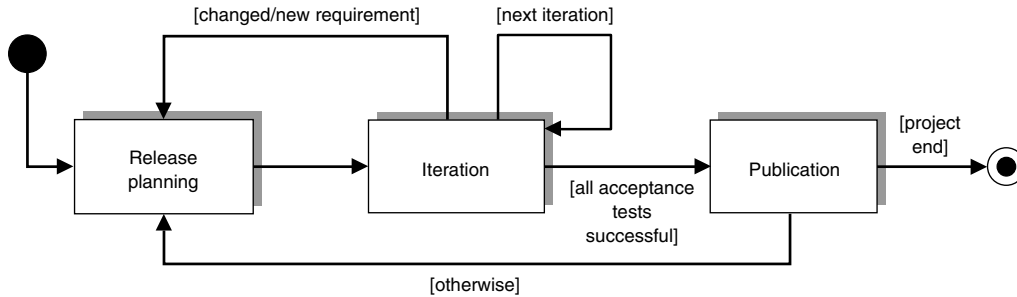 [changed/new requirement]
[next iteration]
Release
planning
Iteration
[all acceptance
tests
successful]
Publication
[project
end]
[otherwise]